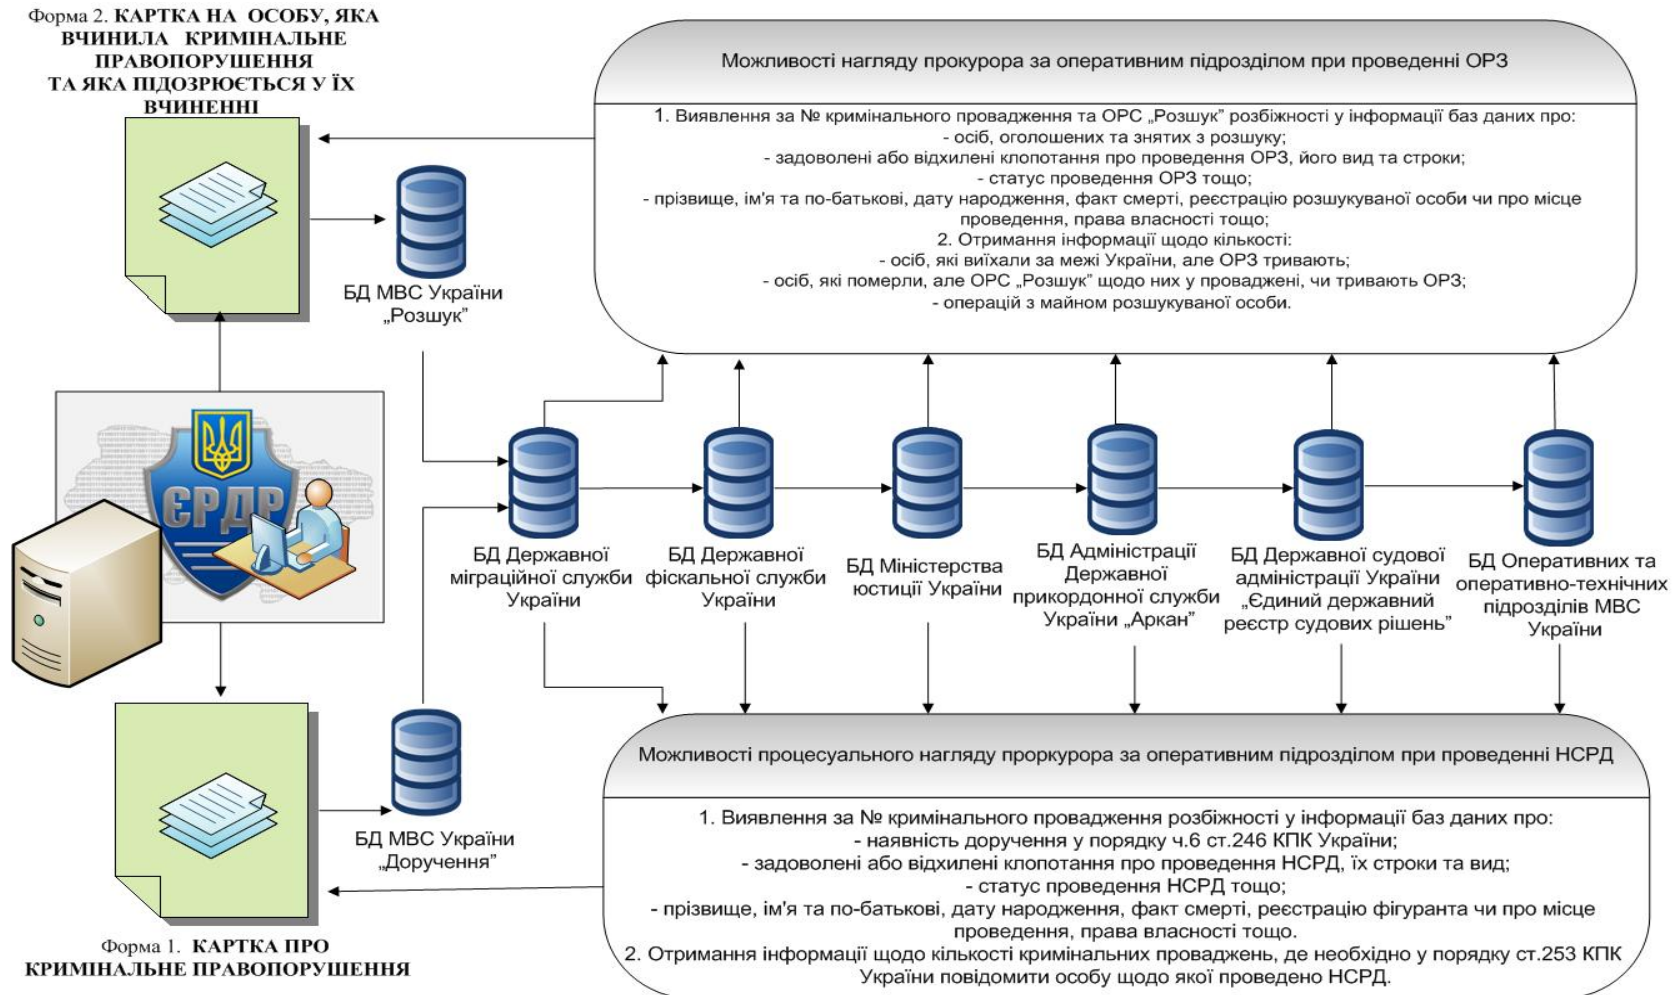 Форма 2. КАРТКА НА ОСОБУ, ЯКА
ВЧИНИЛА КРИМІНАЛЬНЕ
ПРАВОПОРУШЕННЯ
ТА ЯКА ПІДОЗРЮЄТЬСЯ У ЇХ
ВЧИНЕННІ
Можливості нагляду прокурора за оперативним підрозділом при проведенні ОРЗ
1. Виявлення за № кримінального провадження та ОРС „Розшук" розбіжності у інформації баз даних про:
- осіб, оголошених та знятих з розшуку;
- задоволені або відхилені клопотання про проведення ОРЗ, його вид та строки;
- статус проведення ОРЗ тощо;
- прізвище, ім'я та по-батькові, дату народження, факт смерті, реєстрацію розшукуваної особи чи про місце
проведення, права власності тощо;
2. Отримання інформації щодо кількості:
- осіб, які виїхали за межі України, але ОРЗ тривають;
- осіб, які померли, але ОРС „Розшук" щодо них у проваджені, чи тривають ОРЗ;
- операцій з майном розшукуваної особи.
БД МВС України
„Розшук"
ЄРДР
БД Державної
міграційної служби
України
БД Державної
фіскальної служби
України
БД Міністерства
юстиції України
БД Адміністрації
Державної
прикордонної служби
України „Аркан"
БД Державної судової
адміністрації України
„Єдиний державний
реєстр судових рішень"
БД Оперативних та
оперативно-технічних
підрозділів МВС
України
БД МВС України
„Доручення"
Форма 1. КАРТКА ПРО
КРИМІНАЛЬНЕ ПРАВОПОРУШЕННЯ
Можливості процесуального нагляду проркурора за оперативним підрозділом при проведенні НСРД
1. Виявлення за № кримінального провадження розбіжності у інформації баз даних про:
- наявність доручення у порядку ч.6 ст.246 КПК України;
- задоволені або відхилені клопотання про проведення НСРД, їх строки та вид;
- статус проведення НСРД тощо;
- прізвище, ім'я та по-батькові, дату народження, факт смерті, реєстрацію фігуранта чи про місце
проведення, права власності тощо.
2. Отримання інформації щодо кількості кримінальних проваджень, де необхідно у порядку ст.253 КПК
України повідомити особу щодо якої проведено НСРД.